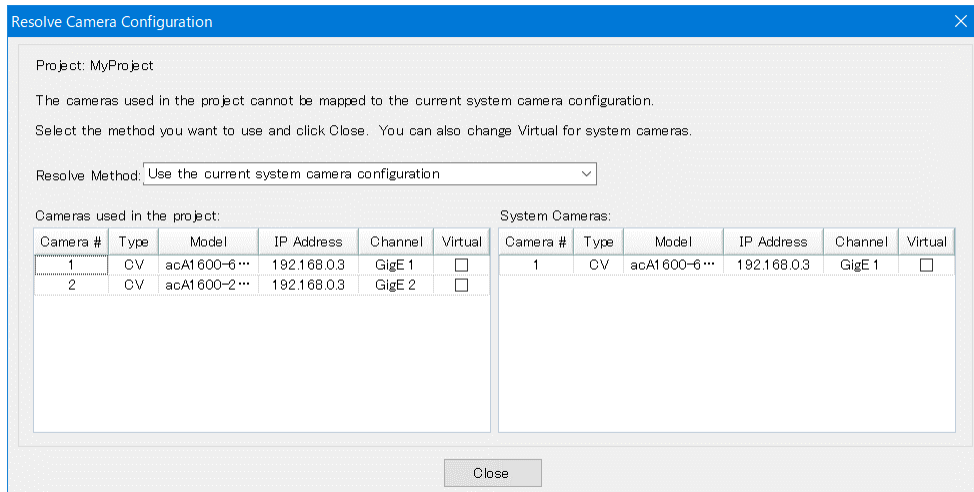 Resolve Camera Configuration
Project: MyProject
The cameras used in the project cannot be mapped to the current system camera configuration.
Select the method you want to use and click Close. You can also change Virtual for system cameras.
Resolve Method: Use the current system camera configuration
Cameras used in the project:
Camera # Type Model IP Address Channel Virtual
1 CV acA1600-6… 192.168.0.3 GigE 1
2 CV acA1600-2… 192.168.0.3 GigE 2
System Cameras:
Camera # Type Model IP Address Channel Virtual
1 CV acA1600-6… 192.168.0.3 GigE 1
Close